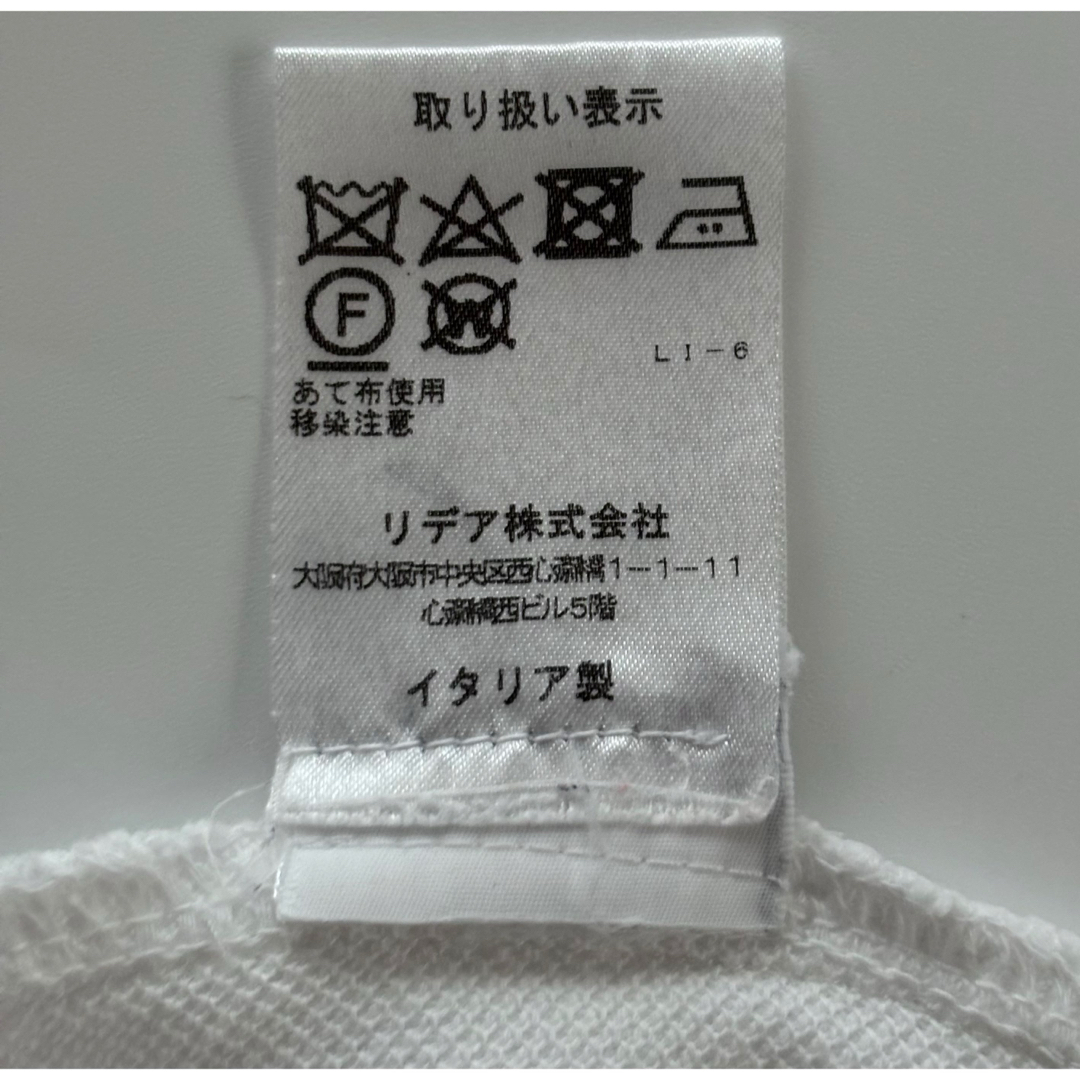 取り扱い表示
F W
LI-6
あて布使用
移染注意
リデア株式会社
大阪府大阪市中央区西心斎橋1-1-11
心斎橋西ビル5階
イタリア製